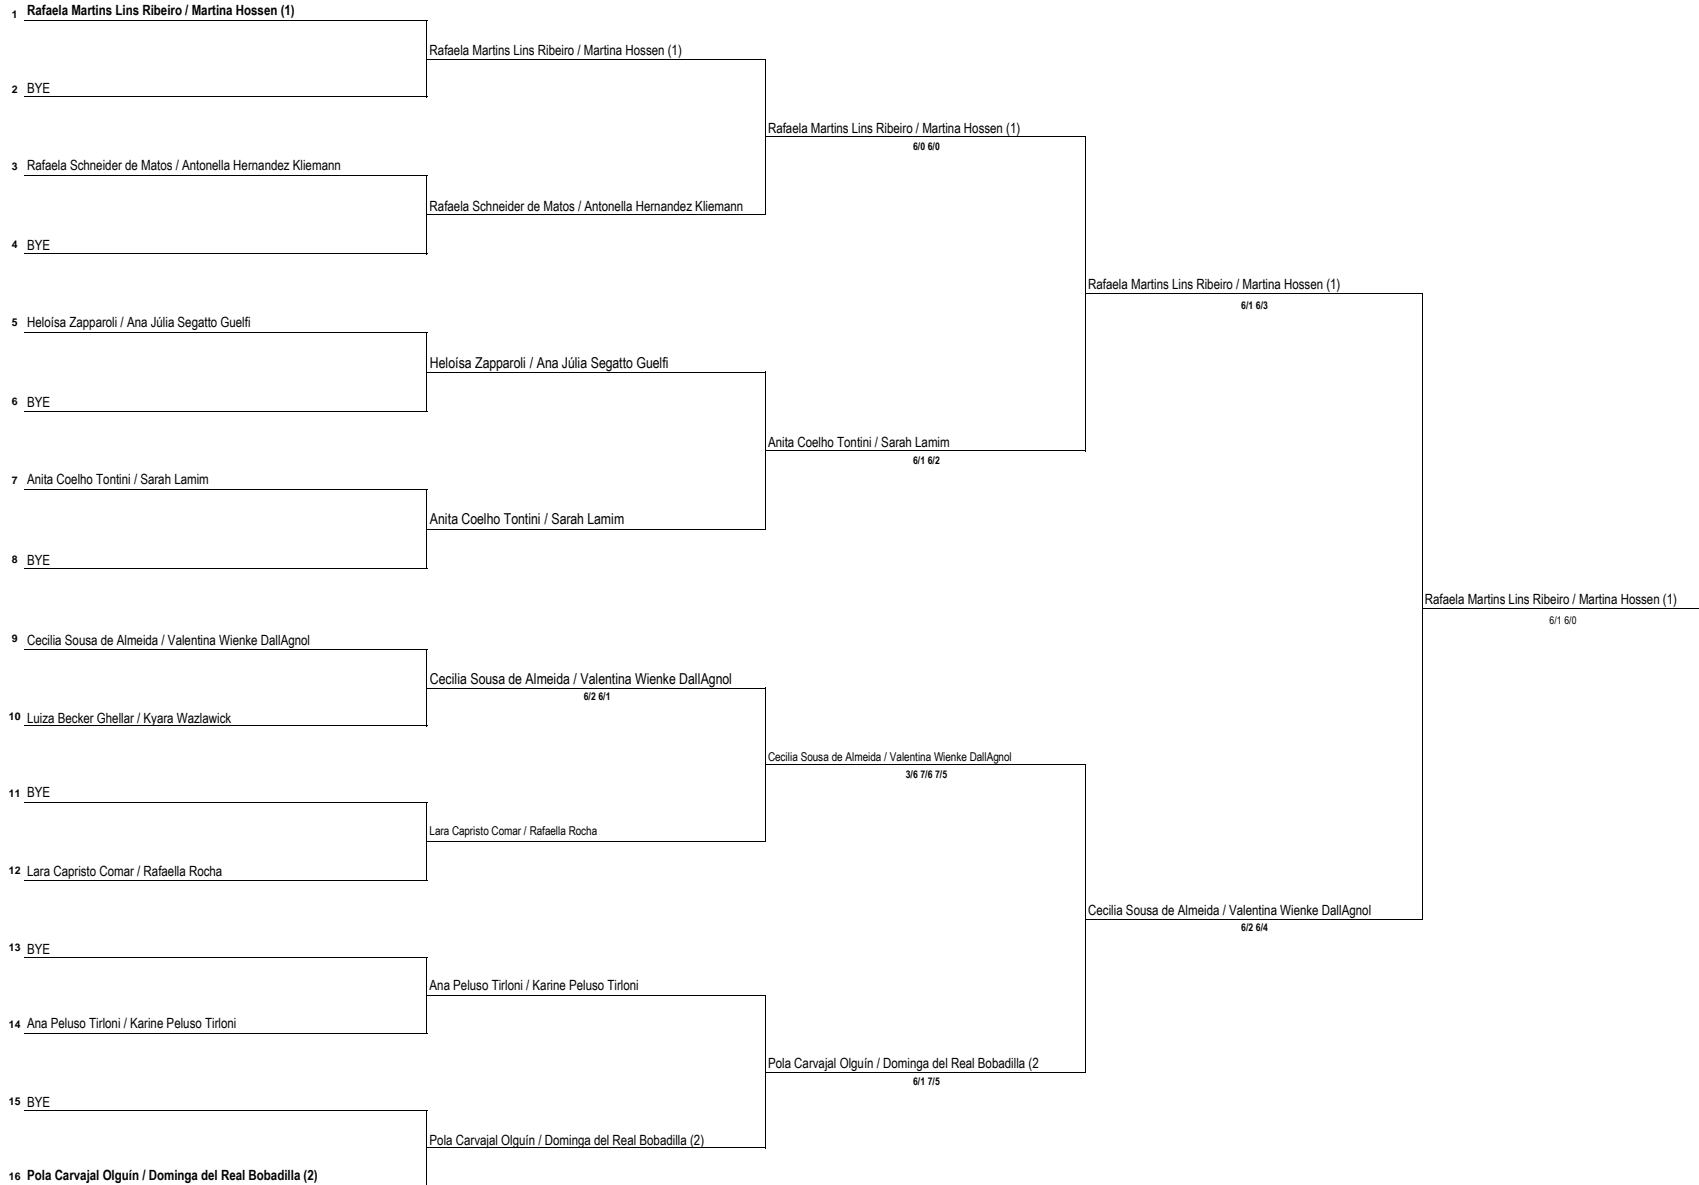 1 Rafaela Martins Lins Ribeiro / Martina Hossen (1)
Rafaela Martins Lins Ribeiro / Martina Hossen (1)
2 BYE
Rafaela Martins Lins Ribeiro / Martina Hossen (1)
6/0 6/0
3 Rafaela Schneider de Matos / Antonella Hernandez Kliemann
Rafaela Schneider de Matos / Antonella Hernandez Kliemann
4 BYE
Rafaela Martins Lins Ribeiro / Martina Hossen (1)
6/1 6/3
5 Heloísa Zapparoli / Ana Júlia Segatto Guelfi
Heloísa Zapparoli / Ana Júlia Segatto Guelfi
6 BYE
Anita Coelho Tontini / Sarah Lamim
6/1 6/2
7 Anita Coelho Tontini / Sarah Lamim
Anita Coelho Tontini / Sarah Lamim
8 BYE
Rafaela Martins Lins Ribeiro / Martina Hossen (1)
6/1 6/0
9 Cecilia Sousa de Almeida / Valentina Wienke DallAgnol
Cecilia Sousa de Almeida / Valentina Wienke DallAgnol
6/2 6/1
10 Luiza Becker Ghellar / Kyara Wazlawick
Cecilia Sousa de Almeida / Valentina Wienke DallAgnol
3/6 7/6 7/5
11 BYE
Lara Capristo Comar / Rafaella Rocha
12 Lara Capristo Comar / Rafaella Rocha
Cecilia Sousa de Almeida / Valentina Wienke DallAgnol
6/2 6/4
13 BYE
Ana Peluso Tirloni / Karine Peluso Tirloni
14 Ana Peluso Tirloni / Karine Peluso Tirloni
Pola Carvajal Olguín / Dominga del Real Bobadilla (2
6/1 7/5
15 BYE
Pola Carvajal Olguín / Dominga del Real Bobadilla (2)
16 Pola Carvajal Olguín / Dominga del Real Bobadilla (2)